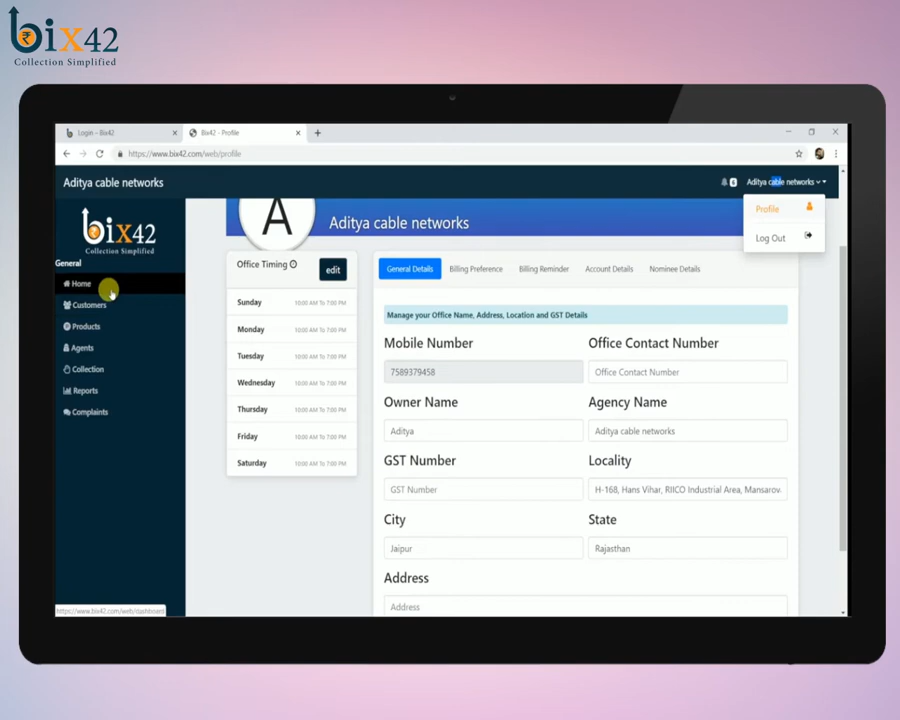 bix42
Collection Simplified
Login – Bix42
Bix42 - Profile
https://www.bix42.com/web/profile
Aditya cable networks
6
Aditya cable networks
Profile
Log Out
bix42
Collection Simplified
General
Home
Customers
Products
Agents
Collection
Reports
Complaints
A
Aditya cable networks
Office Timing
edit
Sunday 10:00 AM To 7:00 PM
Monday 10:00 AM To 7:00 PM
Tuesday 10:00 AM To 7:00 PM
Wednesday 10:00 AM To 7:00 PM
Thursday 10:00 AM To 7:00 PM
Friday 10:00 AM To 7:00 PM
Saturday 10:00 AM To 7:00 PM
General Details Billing Preference Billing Reminder Account Details Nominee Details
Manage your Office Name, Address, Location and GST Details
Mobile Number Office Contact Number
7589379458 Office Contact Number
Owner Name Agency Name
Aditya Aditya cable networks
GST Number Locality
GST Number H-168, Hans Vihar, RIICO Industrial Area, Mansarov
City State
Jaipur Rajasthan
Address
Address
https://www.bix42.com/web/dashboard